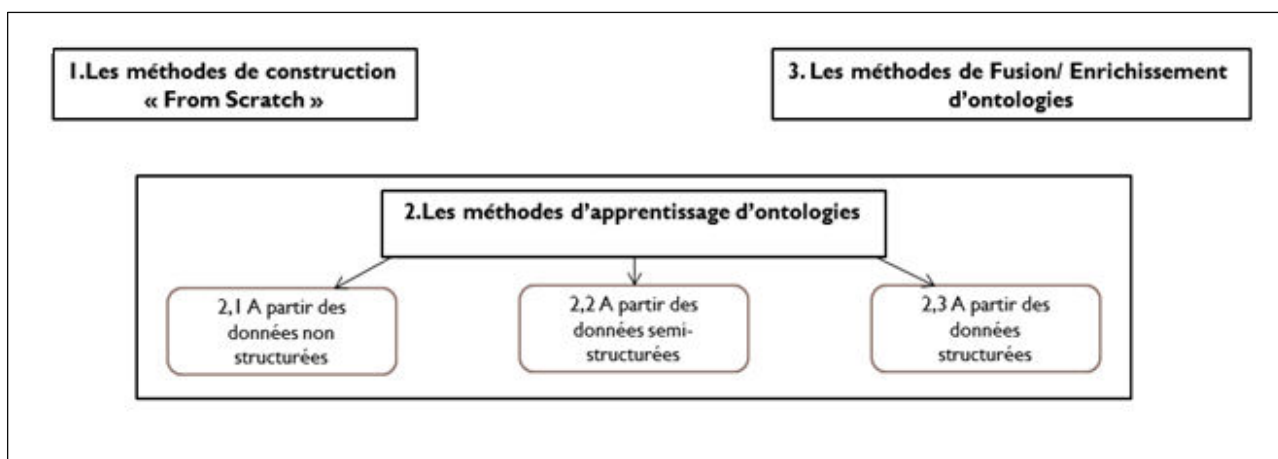 1.Les méthodes de construction
« From Scratch »
3. Les méthodes de Fusion/ Enrichissement
d'ontologies
2.Les méthodes d'apprentissage d'ontologies
2,1 A partir des
données non
structurées
2,2 A partir des
données semi-
structurées
2,3 A partir des
données
structurées